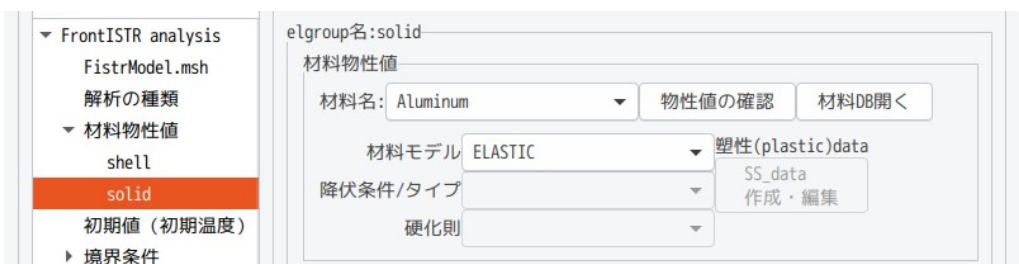 FrontISTR analysis
FistrModel.msh
解析の種類
材料物性値
shell
solid
初期値（初期温度）
境界条件
elgroup名:solid
材料物性値
材料名: Aluminum 物性値の確認 材料DB開く
材料モデル ELASTIC 塑性(plastic)data
降伏条件/タイプ SS_data
作成・編集
硬化則